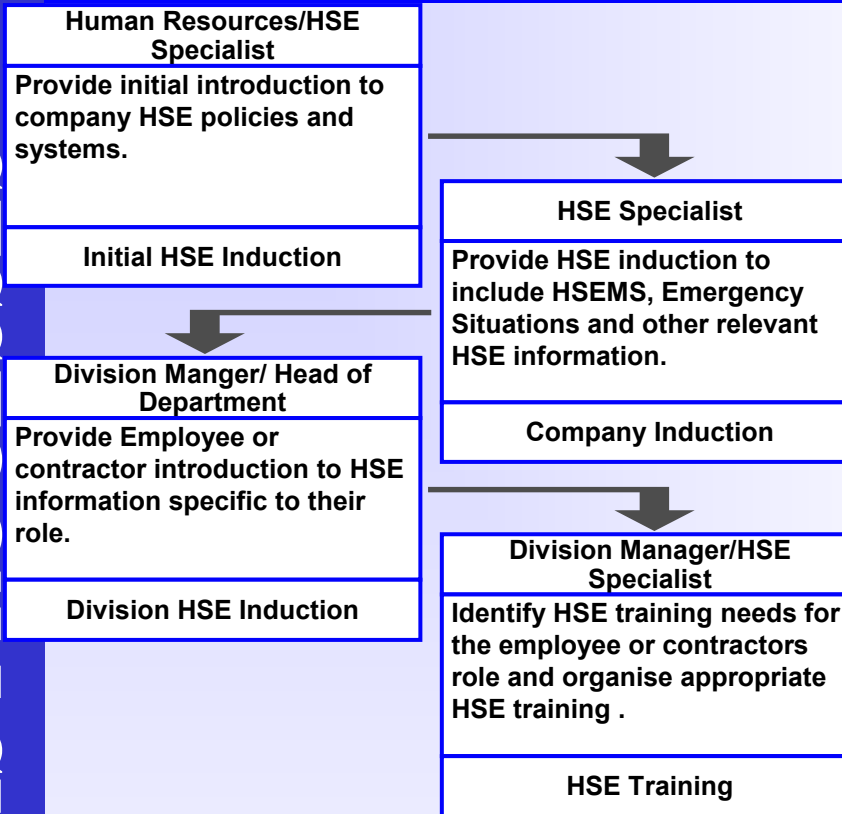 Human Resources/HSE
Specialist
Provide initial introduction to
company HSE policies and
systems.
Initial HSE Induction
HSE Specialist
Provide HSE induction to
include HSEMS, Emergency
Situations and other relevant
HSE information.
Company Induction
Division Manger/ Head of
Department
Provide Employee or
contractor introduction to HSE
information specific to their
role.
Division HSE Induction
Division Manager/HSE
Specialist
Identify HSE training needs for
the employee or contractors
role and organise appropriate
HSE training .
HSE Training